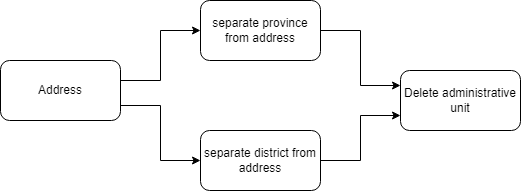 Address
separate province
from address
separate district from
address
Delete administrative
unit